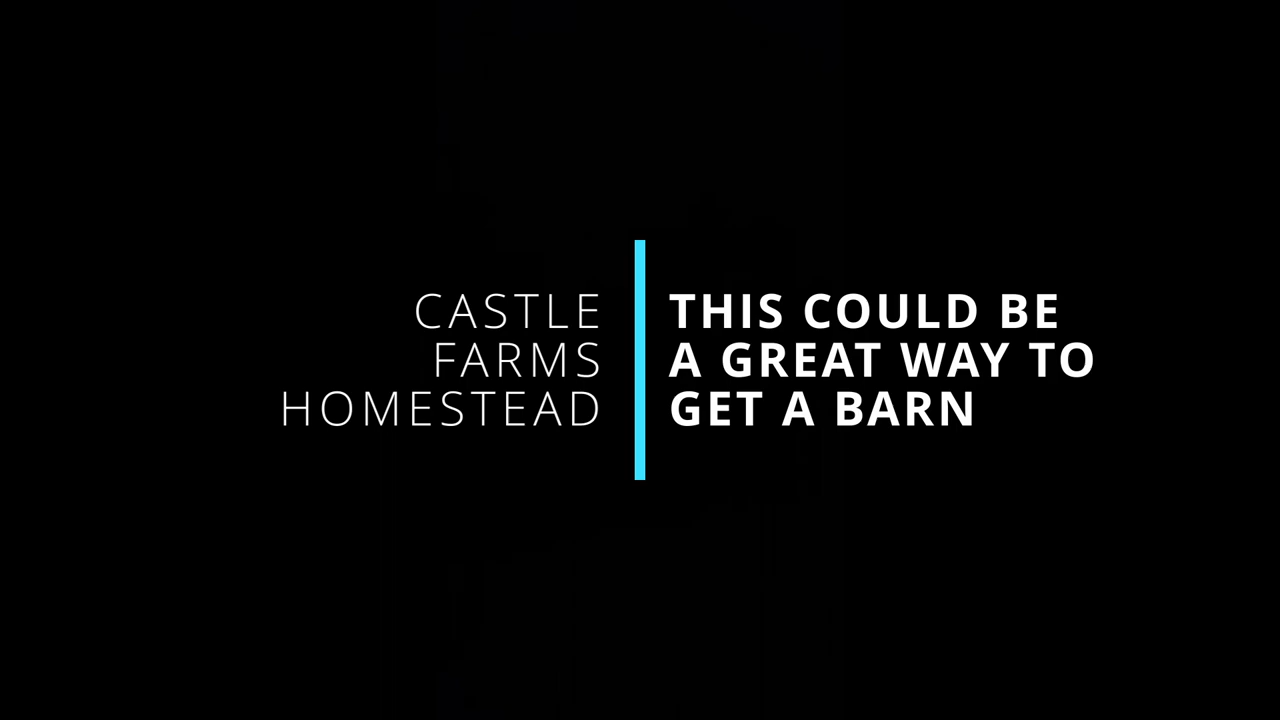 CASTLE
FARMS
HOMESTEAD
THIS COULD BE
A GREAT WAY TO
GET A BARN